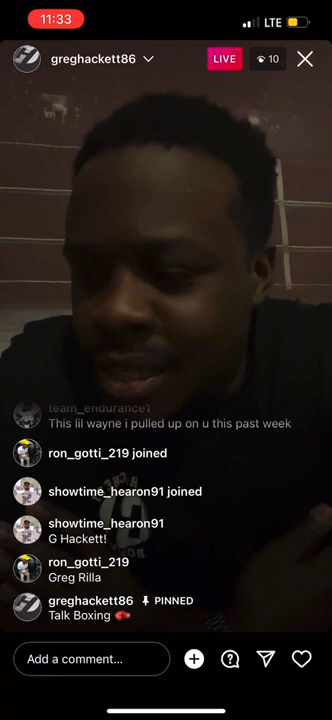 11:33
LTE
greghackett86
LIVE
10
team_endurance1
This lil wayne i pulled up on u this past week
ron_gotti_219 joined
showtime_hearon91 joined
showtime_hearon91
G Hackett!
ron_gotti_219
Greg Rilla
greghackett86 PINNED
Talk Boxing 🥊
Add a comment...